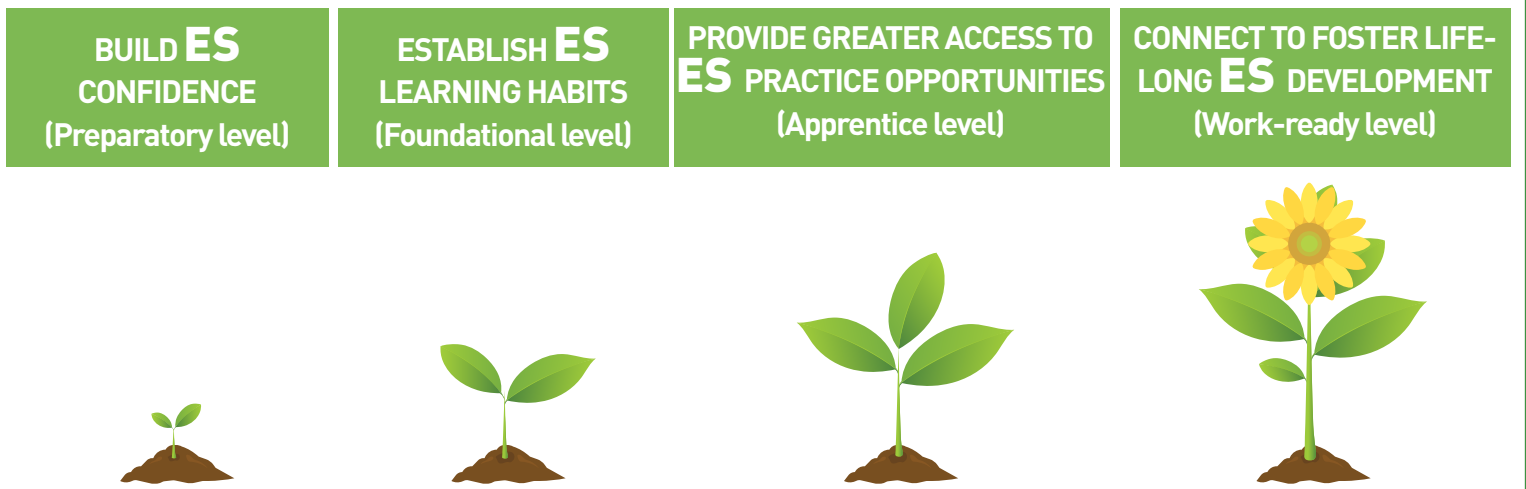 BUILD ES
CONFIDENCE
(Preparatory level)
ESTABLISH ES
LEARNING HABITS
(Foundational level)
PROVIDE GREATER ACCESS TO
ES PRACTICE OPPORTUNITIES
(Apprentice level)
CONNECT TO FOSTER LIFE-
LONG ES DEVELOPMENT
(Work-ready level)